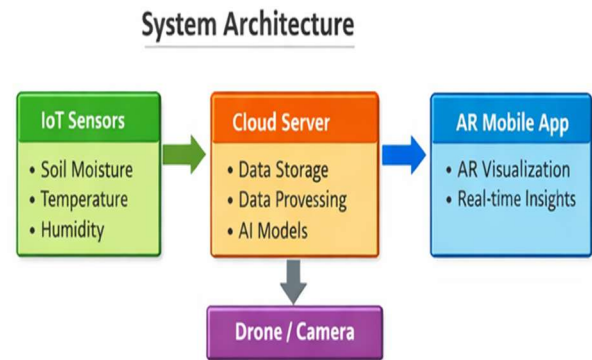 System Architecture
IoT Sensors
• Soil Moisture
• Temperature
• Humidity
Cloud Server
• Data Storage
• Data Provessing
• AI Models
AR Mobile App
• AR Visualization
• Real-time Insights
Drone / Camera